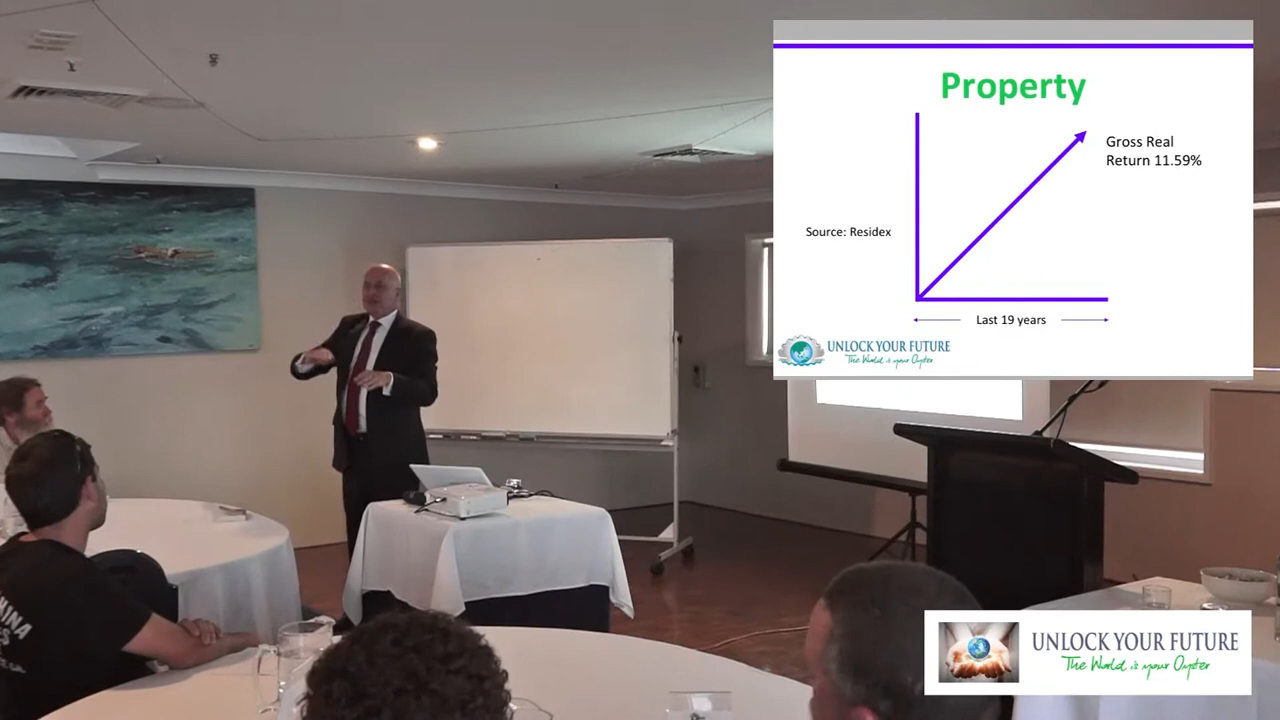 Property
Gross Real
Return 11.59%
Source: Residex
Last 19 years
UNLOCK YOUR FUTURE
The World is your Oyster
UNLOCK YOUR FUTURE
The World is your Oyster